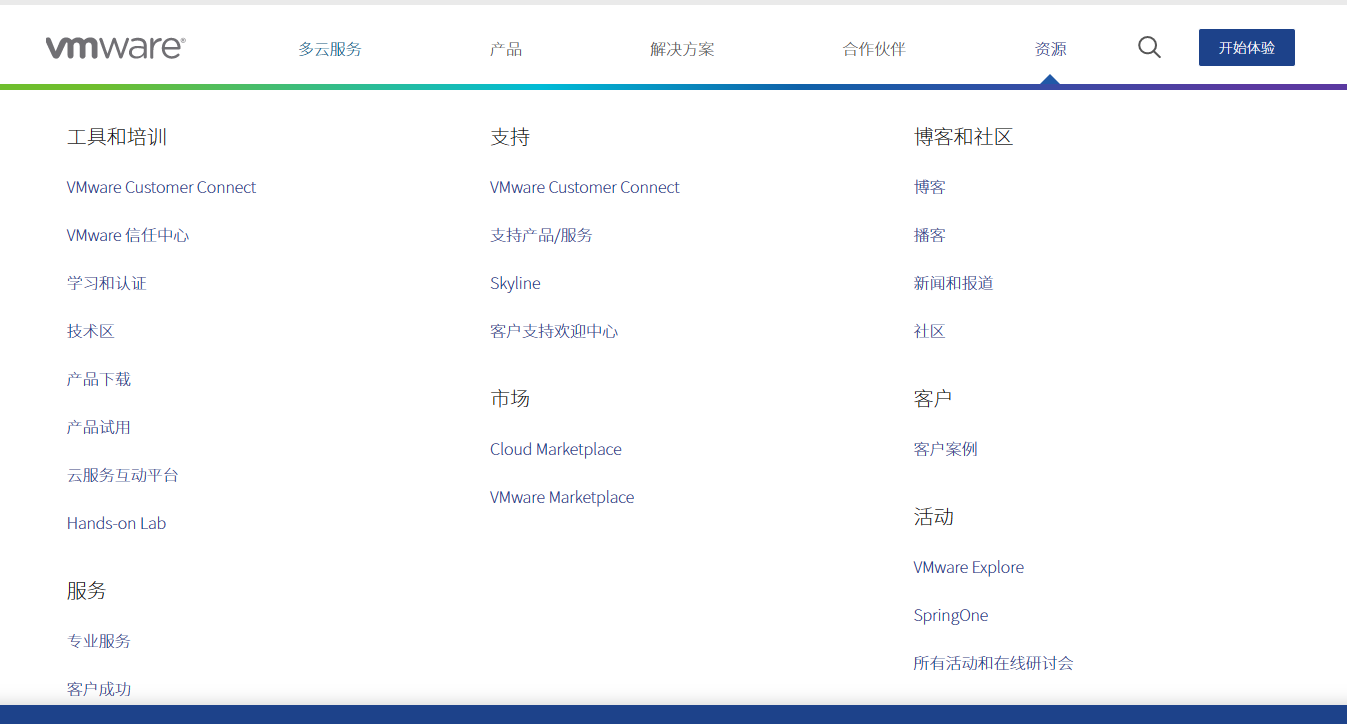 vmware®
多云服务
产品
解决方案
合作伙伴
资源
开始体验
工具和培训
VMware Customer Connect
VMware 信任中心
学习和认证
技术区
产品下载
产品试用
云服务互动平台
Hands-on Lab
服务
专业服务
客户成功
支持
VMware Customer Connect
支持产品/服务
Skyline
客户支持欢迎中心
市场
Cloud Marketplace
VMware Marketplace
博客和社区
博客
播客
新闻和报道
社区
客户
客户案例
活动
VMware Explore
SpringOne
所有活动和在线研讨会